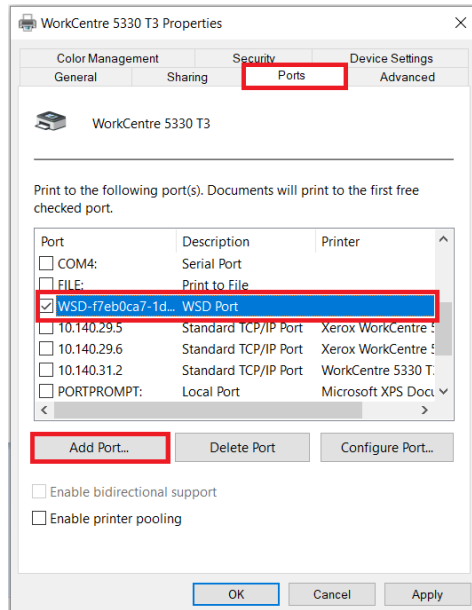 WorkCentre 5330 T3 Properties
Color Management Security Device Settings
General Sharing Ports Advanced
WorkCentre 5330 T3
Print to the following port(s). Documents will print to the first free
checked port.
Port Description Printer
COM4: Serial Port
FILE: Print to File
WSD-f7eb0ca7-1d... WSD Port
10.140.29.5 Standard TCP/IP Port Xerox WorkCentre 5
10.140.29.6 Standard TCP/IP Port Xerox WorkCentre 5
10.140.31.2 Standard TCP/IP Port WorkCentre 5330 T
PORTPROMPT: Local Port Microsoft XPS Docu
Add Port... Delete Port Configure Port...
Enable bidirectional support
Enable printer pooling
OK Cancel Apply